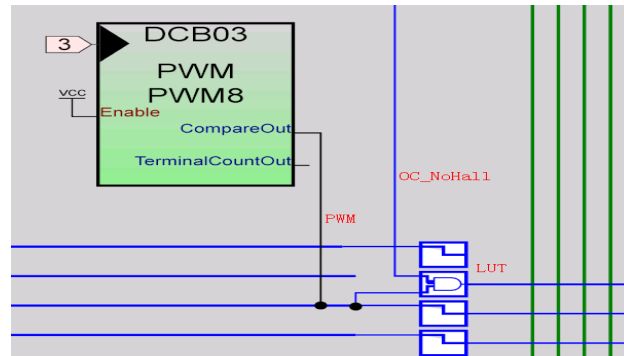 DCB03
3
PWM
PWM8
VCC
Enable
CompareOut
TerminalCountOut
OC_NoHall
PWM
LUT